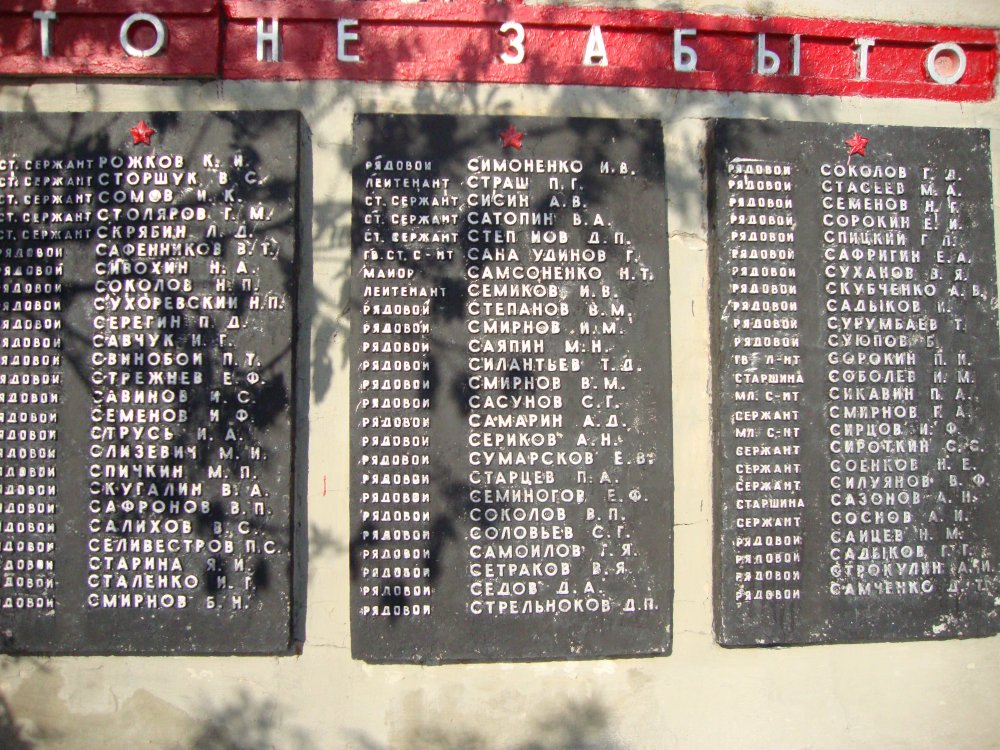 ТО НЕ ЗАБЫТО
СТ. СЕРЖАНТ РОЖКОВ К. И.
СТ. СЕРЖАНТ СТОРШУК В. С.
СТ. СЕРЖАНТ СОМОВ И. К.
СТ. СЕРЖАНТ СТОЛЯРОВ Г. М.
СТ. СЕРЖАНТ СКРЯБИН Л. Д.
РЯДОВОЙ САФЕННИКОВ В. Т.
РЯДОВОЙ СИВОХИН Н. А.
РЯДОВОЙ СОКОЛОВ Н. П.
РЯДОВОЙ СУХОРЕВСКИЙ Н.П.
РЯДОВОЙ СЕРЕГИН П. Д.
РЯДОВОЙ САВЧУК И. Г.
РЯДОВОЙ СВИНОБОЙ П. Т.
РЯДОВОЙ СТРЕЖНЕВ Е. Ф.
РЯДОВОЙ САВИНОВ И. С.
РЯДОВОЙ СЕМЕНОВ И. Ф.
РЯДОВОЙ СТРУСЬ И. А.
РЯДОВОЙ СЛИЗЕВИЧ М. И.
РЯДОВОЙ СПИЧКИН М. П.
РЯДОВОЙ СКУГАЛИН В. А.
РЯДОВОЙ САФРОНОВ В. П.
РЯДОВОЙ САЛИХОВ В. С.
РЯДОВОЙ СЕЛИВЕСТРОВ П.С.
РЯДОВОЙ СТАРИНА Я. И.
РЯДОВОЙ СТАЛЕНКО И. Г.
РЯДОВОЙ СМИРНОВ Б. Н.
РЯДОВОЙ СИМОНЕНКО И. В.
ЛЕЙТЕНАНТ СТРАШ П. Г.
СТ. СЕРЖАНТ СИСИН А. В.
СТ. СЕРЖАНТ САТОПИН В. А.
СТ. СЕРЖАНТ СТЕП НОВ Д. П.
ГВ. СТ. С-НТ САНА УДИНОВ Г.
МАЙОР САМСОНЕНКО Н. Т.
ЛЕЙТЕНАНТ СЕМИКОВ И. В.
РЯДОВОЙ СТЕПАНОВ В. М.
РЯДОВОЙ СМИРНОВ И. М.
РЯДОВОЙ САЯПИН М. Н.
РЯДОВОЙ СИЛАНТЬЕВ Т. Д.
РЯДОВОЙ СМИРНОВ В. М.
РЯДОВОЙ САСУНОВ С. Г.
РЯДОВОЙ САМАРИН А. Д.
РЯДОВОЙ СЕРИКОВ А. Н.
РЯДОВОЙ СУМАРСКОВ Е. В.
РЯДОВОЙ СТАРЦЕВ П. А.
РЯДОВОЙ СЕМИНОГОВ Е. Ф.
РЯДОВОЙ СОКОЛОВ В. П.
РЯДОВОЙ СОЛОВЬЕВ С. Г.
РЯДОВОЙ САМОЙЛОВ Г. Я.
РЯДОВОЙ СЕТРАКОВ В. Я.
РЯДОВОЙ СЕДОВ Д. А.
РЯДОВОЙ СТРЕЛЬНОКОВ Д.П.
РЯДОВОЙ СОКОЛОВ Г. Д.
РЯДОВОЙ СТАСЕЕВ М. А.
РЯДОВОЙ СЕМЕНОВ Н. Г.
РЯДОВОЙ СОРОКИН Е. И.
РЯДОВОЙ СПИЦКИЙ Г. П.
РЯДОВОЙ САФРИГИН Е. А.
РЯДОВОЙ СУХАНОВ В. Я.
РЯДОВОЙ СКУБЧЕНКО А. В.
РЯДОВОЙ САДЫКОВ И.
РЯДОВОЙ СУРУМБАЕВ Т.
РЯДОВОЙ СУЮПОВ Б.
ГВ Л-НТ СОРОКИН П. И.
СТАРШИНА СОБОЛЕВ И. М.
МЛ. С-НТ СИКАВИН П. А.
СЕРЖАНТ СМИРНОВ Г. А.
МЛ. С-НТ СИРЦОВ И. Ф.
СЕРЖАНТ СИРОТКИН С. С.
СЕРЖАНТ СОЕНКОВ Н. Е.
СЕРЖАНТ СИЛУЯНОВ В. Ф.
СТАРШИНА САЗОНОВ А. Н.
СЕРЖАНТ СОСНОВ А. И.
РЯДОВОЙ САЙЦЕВ Н. М.
РЯДОВОЙ САДЫКОВ Г. Г.
РЯДОВОЙ СТРОКУЛИН А. И.
РЯДОВОЙ САМЧЕНКО Д. Т.